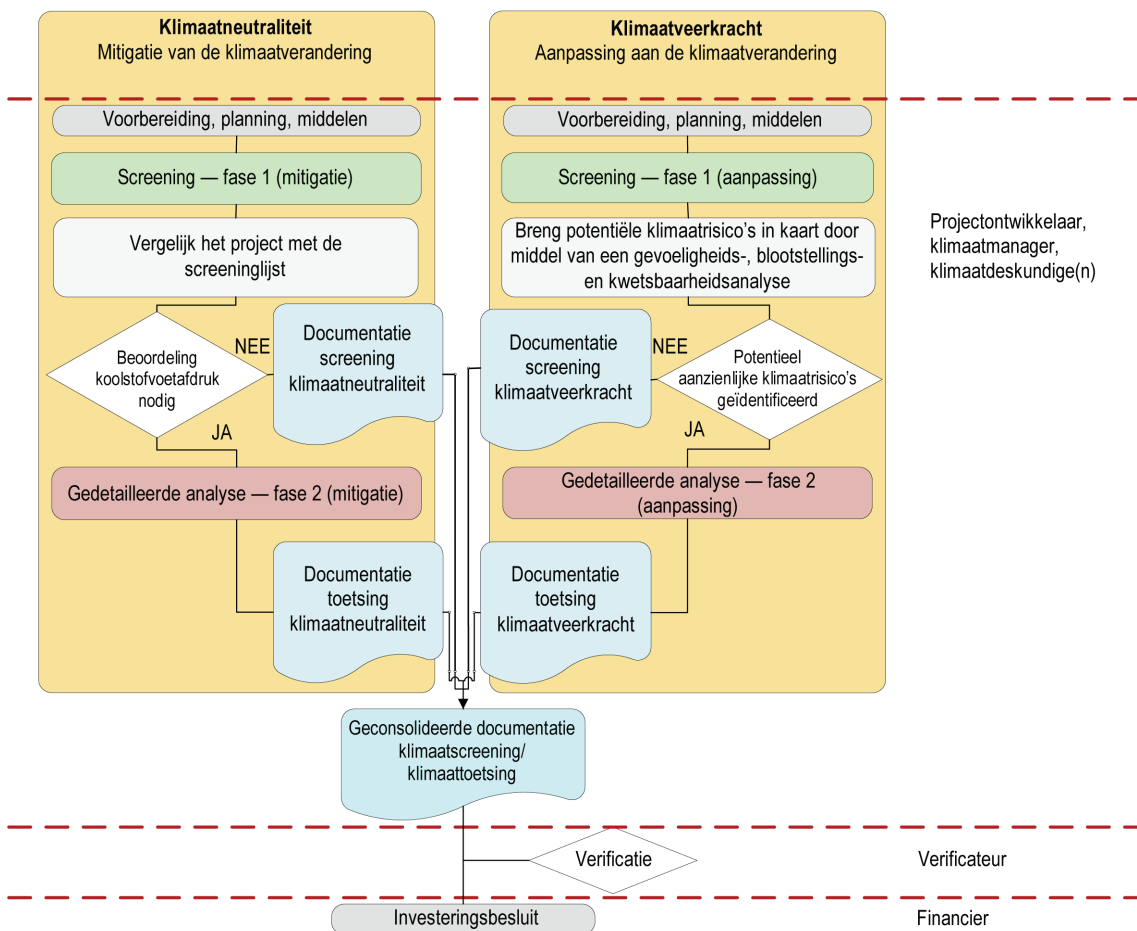 Klimaatneutraliteit
Mitigatie van de klimaatverandering
Voorbereiding, planning, middelen
Screening — fase 1 (mitigatie)
Vergelijk het project met de
screeninglijst
Beoordeling
koolstofvoetafdruk
nodig
NEE
JA
Documentatie
screening
klimaatneutraliteit
Gedetailleerde analyse — fase 2 (mitigatie)
Documentatie
toetsing
klimaatneutraliteit
Klimaatveerkracht
Aanpassing aan de klimaatverandering
Voorbereiding, planning, middelen
Screening — fase 1 (aanpassing)
Breng potentiële klimaatrisico’s in kaart door
middel van een gevoeligheids-, blootstellings-
en kwetsbaarheidsanalyse
Documentatie
screening
klimaatveerkracht
NEE
Potentieel
aanzienlijke klimaatrisico’s
geïdentificeerd
JA
Gedetailleerde analyse — fase 2
(aanpassing)
Documentatie
toetsing
klimaatveerkracht
Projectontwikkelaar,
klimaatmanager,
klimaatdeskundige(n)
Geconsolideerde documentatie
klimaatscreening/
klimaattoetsing
Verificatie
Verificateur
Investeringsbesluit
Financier